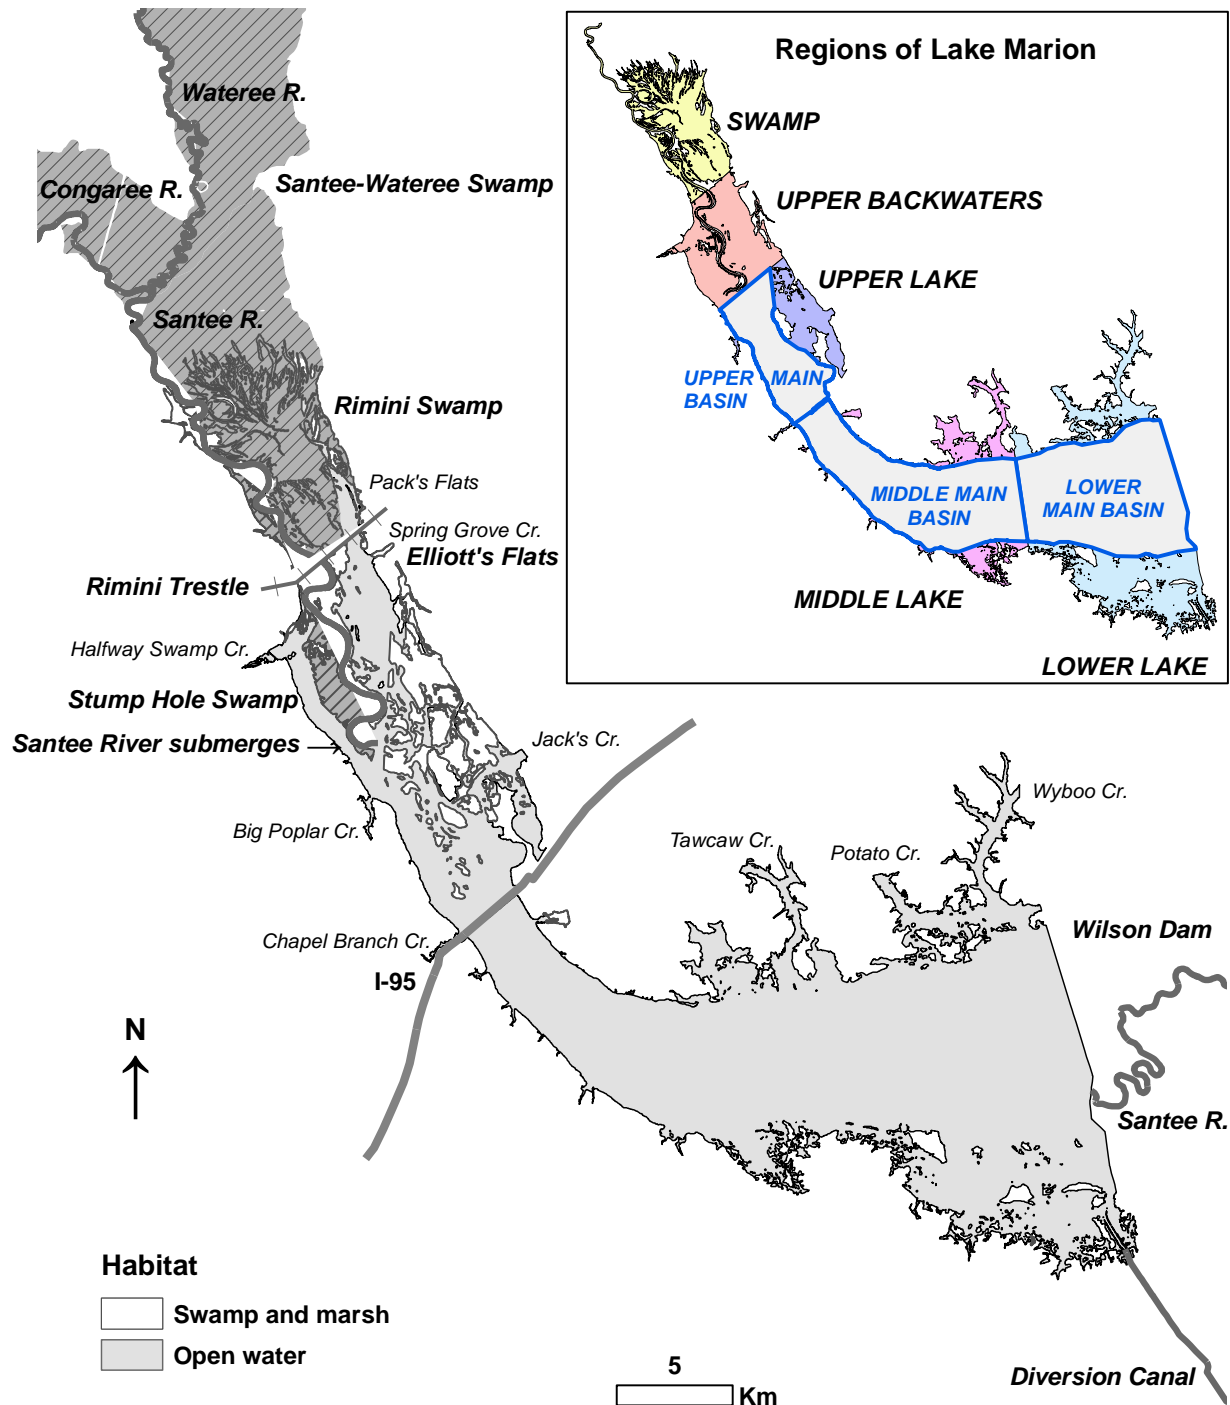 Regions of Lake Marion
SWAMP
UPPER BACKWATERS
UPPER LAKE
UPPER MAIN
BASIN
MIDDLE MAIN
BASIN
LOWER
MAIN BASIN
MIDDLE LAKE
LOWER LAKE
Wateree R.
Congaree R.
Santee-Wateree Swamp
Santee R.
Rimini Swamp
Pack's Flats
Spring Grove Cr.
Elliott's Flats
Rimini Trestle
Halfway Swamp Cr.
Stump Hole Swamp
Santee River submerges
Jack's Cr.
Big Poplar Cr.
Wyboo Cr.
Tawcaw Cr.
Potato Cr.
Chapel Branch Cr.
Wilson Dam
I-95
N
Santee R.
Habitat
Swamp and marsh
Open water
5
Km
Diversion Canal